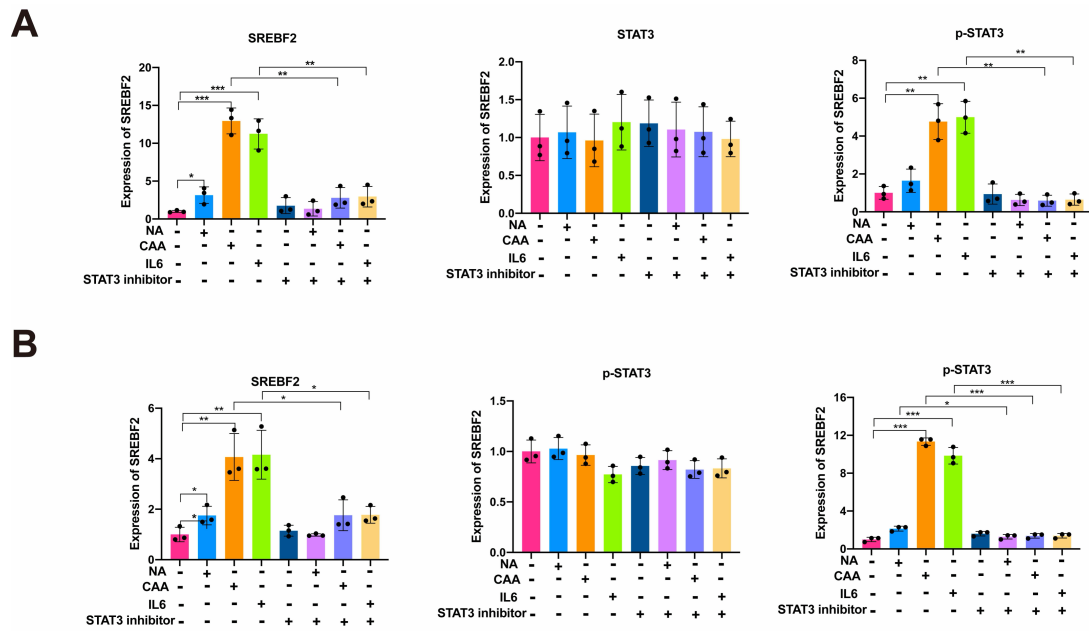 A
SREBF2
Expression of SREBF2
20
15
10
5
0
*
***
***
**
**
NA - + - - - + - -
CAA - - + - - - + -
IL6 - - - + - - - +
STAT3 inhibitor - - - - + + + +
STAT3
Expression of SREBF2
2.0
1.5
1.0
0.5
0.0
NA - + - - - + - -
CAA - - + - - - + -
IL6 - - - + - - - +
STAT3 inhibitor - - - - + + + +
p-STAT3
Expression of SREBF2
8
6
4
2
0
**
**
**
**
NA - + - - - + - -
CAA - - + - - - + -
IL6 - - - + - - - +
STAT3 inhibitor - - - - + + + +
B
SREBF2
Expression of SREBF2
6
4
2
0
*
*
**
**
*
*
NA - + - - - + - -
CAA - - + - - - + -
IL6 - - - + - - - +
STAT3 inhibitor - - - - + + + +
p-STAT3
Expression of SREBF2
1.5
1.0
0.5
0.0
NA - + - - - + - -
CAA - - + - - - + -
IL6 - - - + - - - +
STAT3 inhibitor - - - - + + + +
p-STAT3
Expression of SREBF2
16
12
8
4
0
***
***
*
***
***
NA - + - - - + - -
CAA - - + - - - + -
IL6 - - - + - - - +
STAT3 inhibitor - - - - + + + +